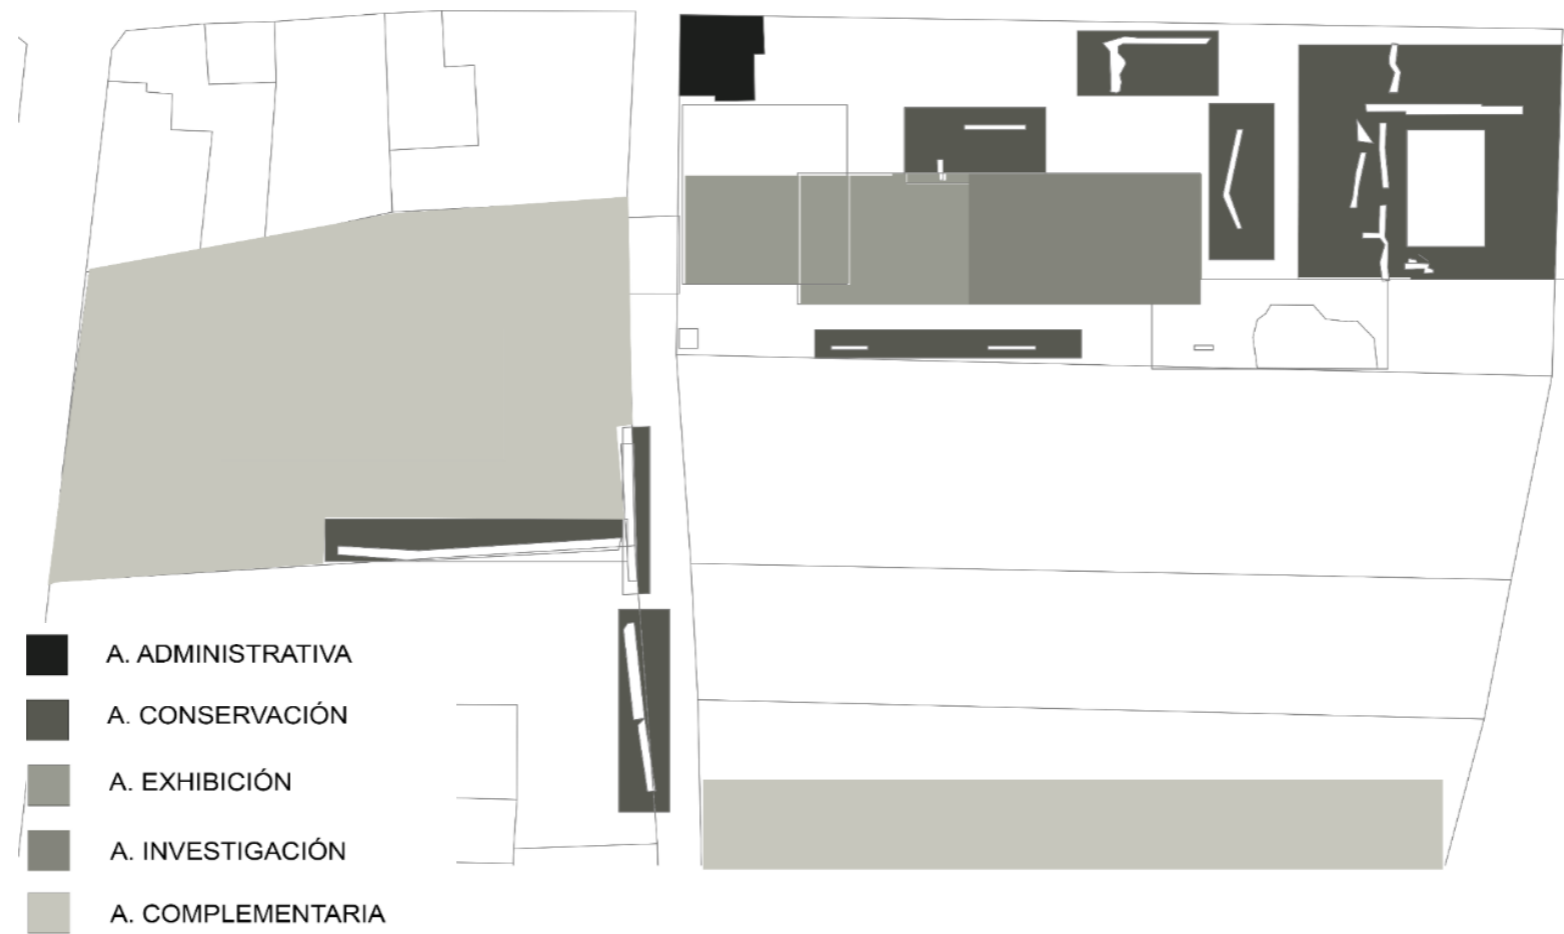 A. ADMINISTRATIVA
A. CONSERVACIÓN
A. EXHIBICIÓN
A. INVESTIGACIÓN
A. COMPLEMENTARIA